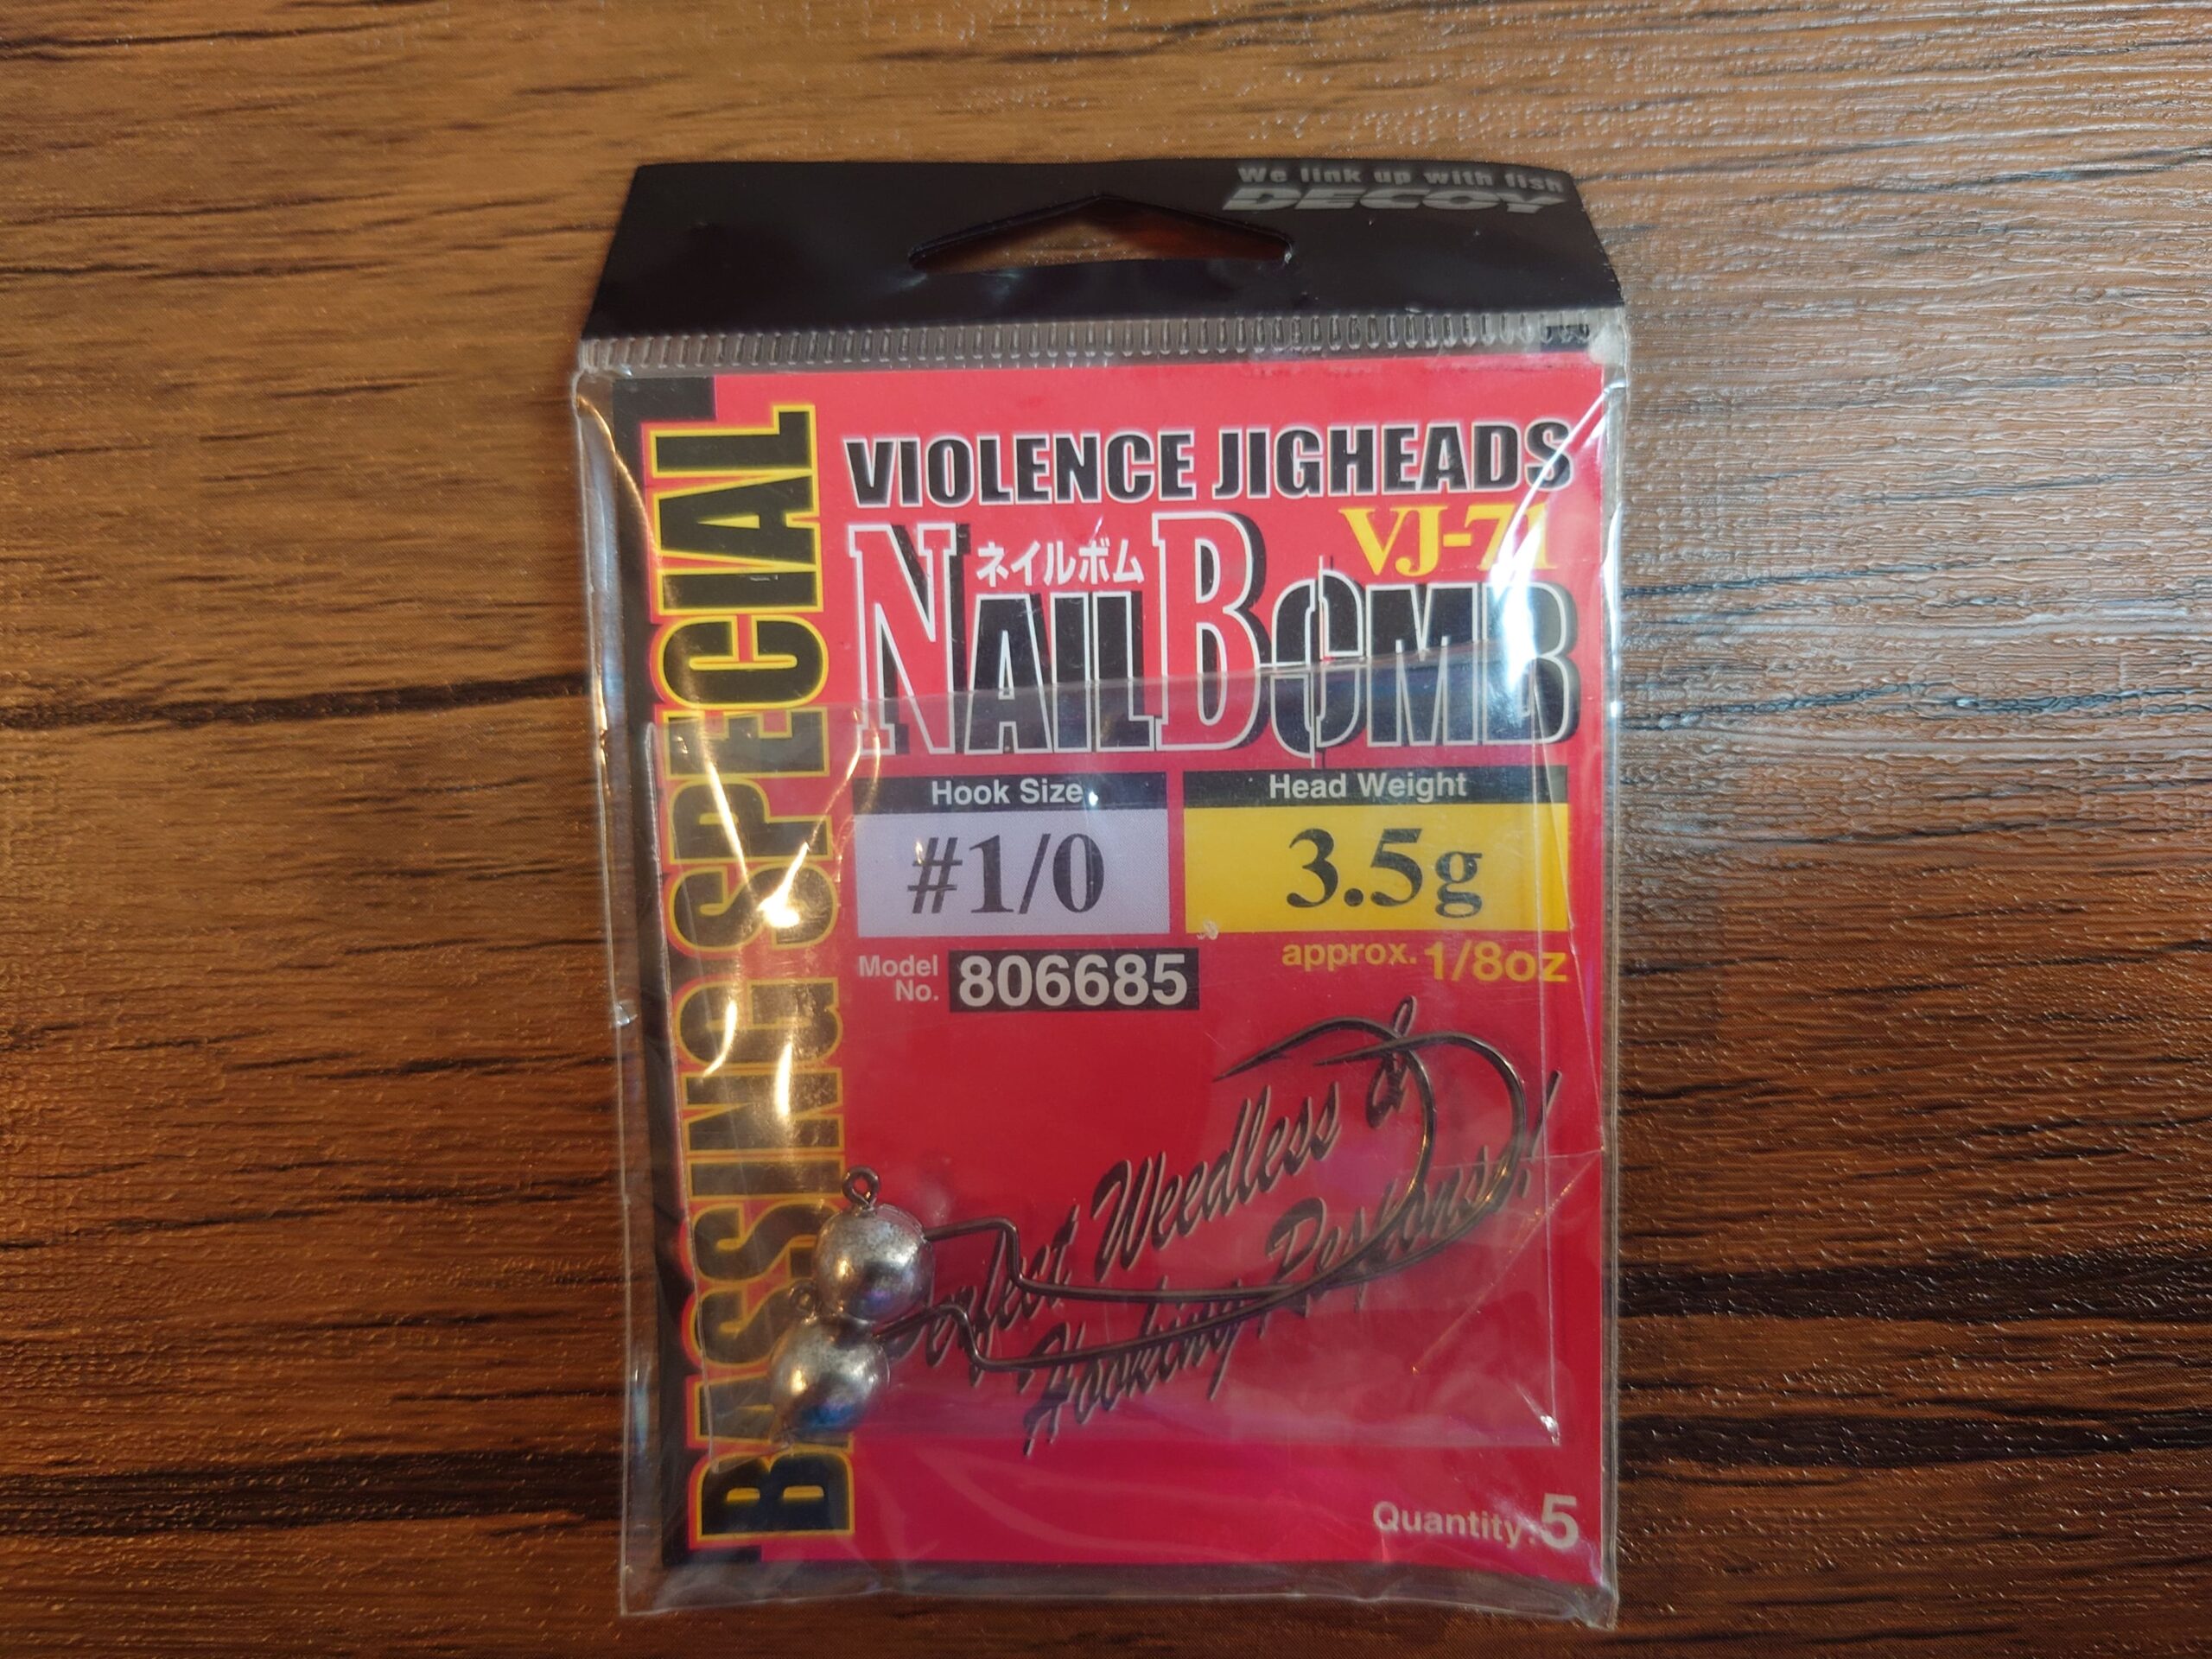 We link up with fish
DECOY
BASSING SPECIAL
VIOLENCE JIGHEADS
VJ-71
ネイルボム
NAIL BOMB
Hook Size
Head Weight
#1/0
3.5g
Model No. 806685
approx. 1/8oz
Perfect Weedless &
Hooking Response!
Quantity:5